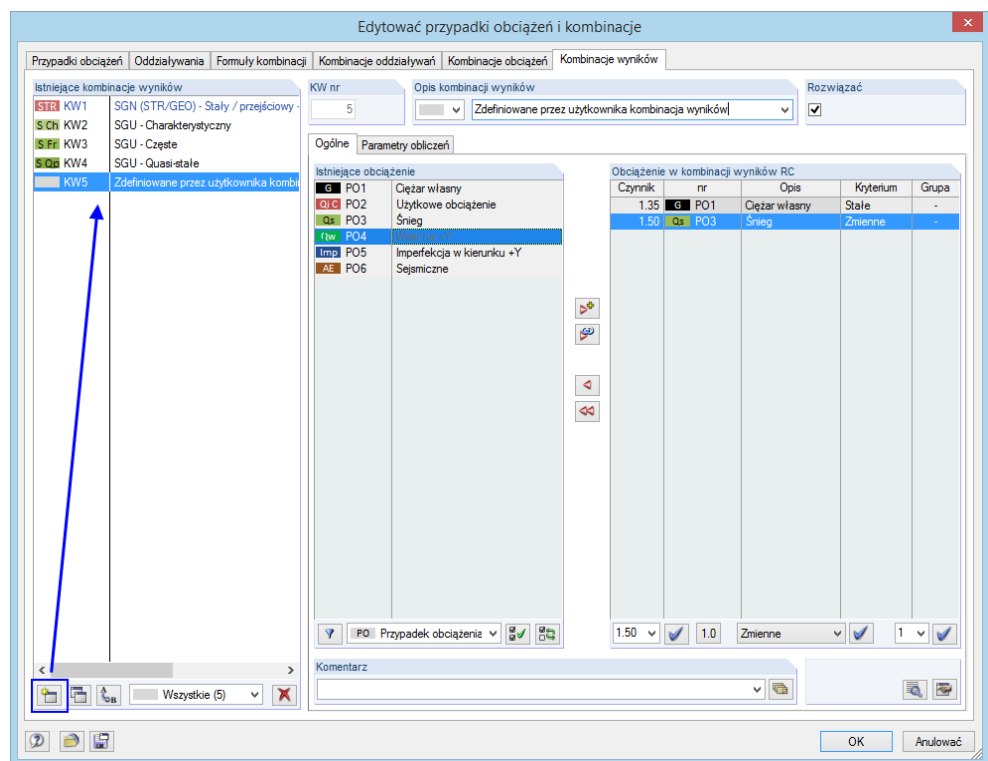 Edytować przypadki obciążeń i kombinacje
Przypadki obciążeń Oddziaływania Formuły kombinacji Kombinacje oddziaływań Kombinacje obciążeń Kombinacje wyników
Istniejące kombinacje wyników
STR KW1 SGN (STR/GEO) - Stały / przejściowy -
S Ch KW2 SGU - Charakterystyczny
S Fr KW3 SGU - Częste
S Qp KW4 SGU - Quasi-stałe
KW5 Zdefiniowane przez użytkownika kombi
Wszystkie (5)
KW nr
5
Opis kombinacji wyników
Zdefiniowane przez użytkownika kombinacja wyników
Rozwiązać
Ogólne Parametry obliczeń
Istniejące obciążenie
G PO1 Ciężar własny
Qi C PO2 Użytkowe obciążenie
Qs PO3 Śnieg
Qw PO4
Imp PO5 Imperfekcja w kierunku +Y
AE PO6 Sejsmiczne
PO Przypadek obciążenia
Obciążenie w kombinacji wyników RC
Czynnik nr Opis Kryterium Grupa
1.35 G PO1 Ciężar własny Stałe -
1.50 Qs PO3 Śnieg Zmienne -
1.50 1.0 Zmienne 1
Komentarz
OK Anulować